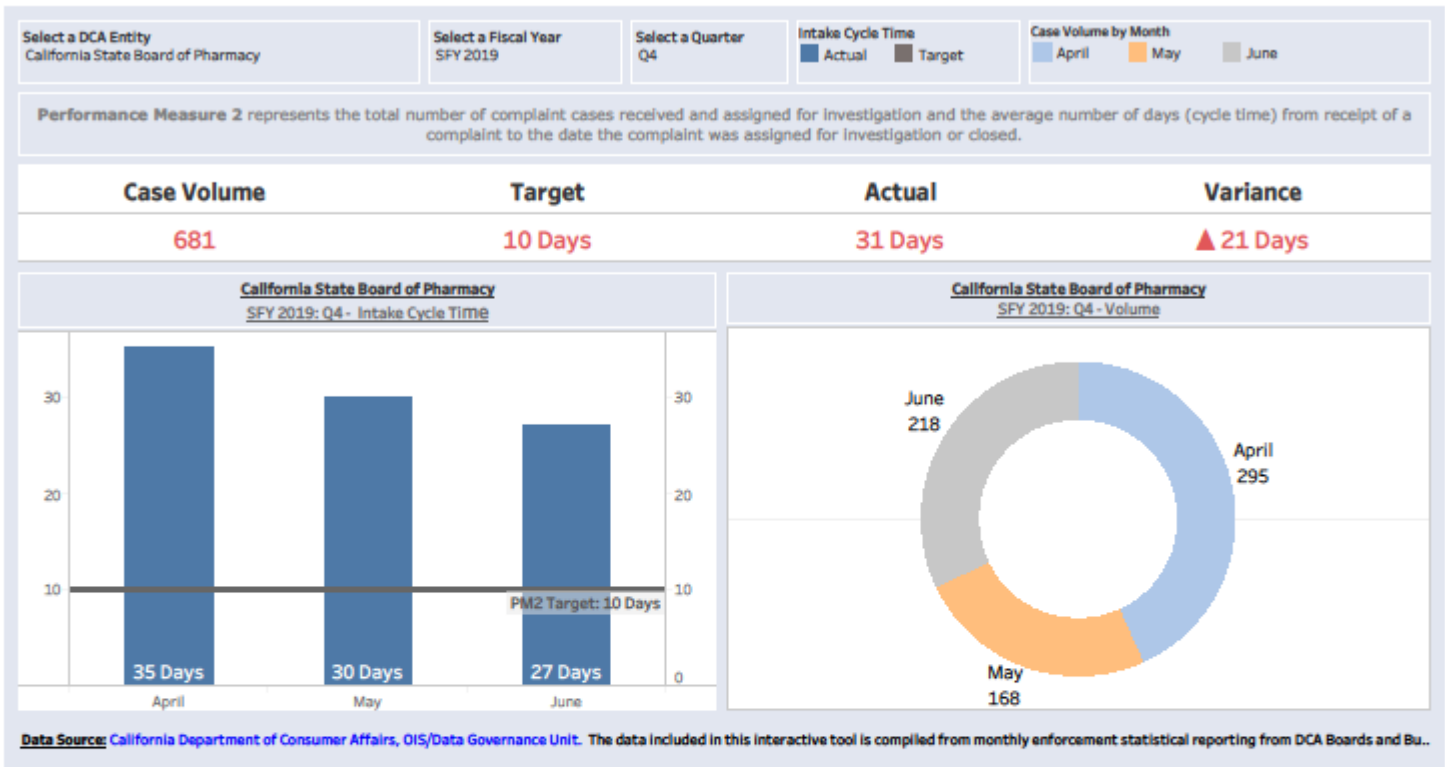 Select a DCA Entity
California State Board of Pharmacy
Select a Fiscal Year
SFY 2019
Select a Quarter
Q4
Intake Cycle Time
Actual Target
Case Volume by Month
April May June
Performance Measure 2 represents the total number of complaint cases received and assigned for investigation and the average number of days (cycle time) from receipt of a
complaint to the date the complaint was assigned for investigation or closed.
Case Volume Target Actual Variance
681 10 Days 31 Days ▲ 21 Days
California State Board of Pharmacy
SFY 2019: Q4 - Intake Cycle Time
30 30
20 20
10 10
PM2 Target: 10 Days
35 Days 30 Days 27 Days
0
April May June
California State Board of Pharmacy
SFY 2019: Q4 - Volume
June
218
April
295
May
168
Data Source: California Department of Consumer Affairs, OIS/Data Governance Unit. The data included in this interactive tool is compiled from monthly enforcement statistical reporting from DCA Boards and Bu..